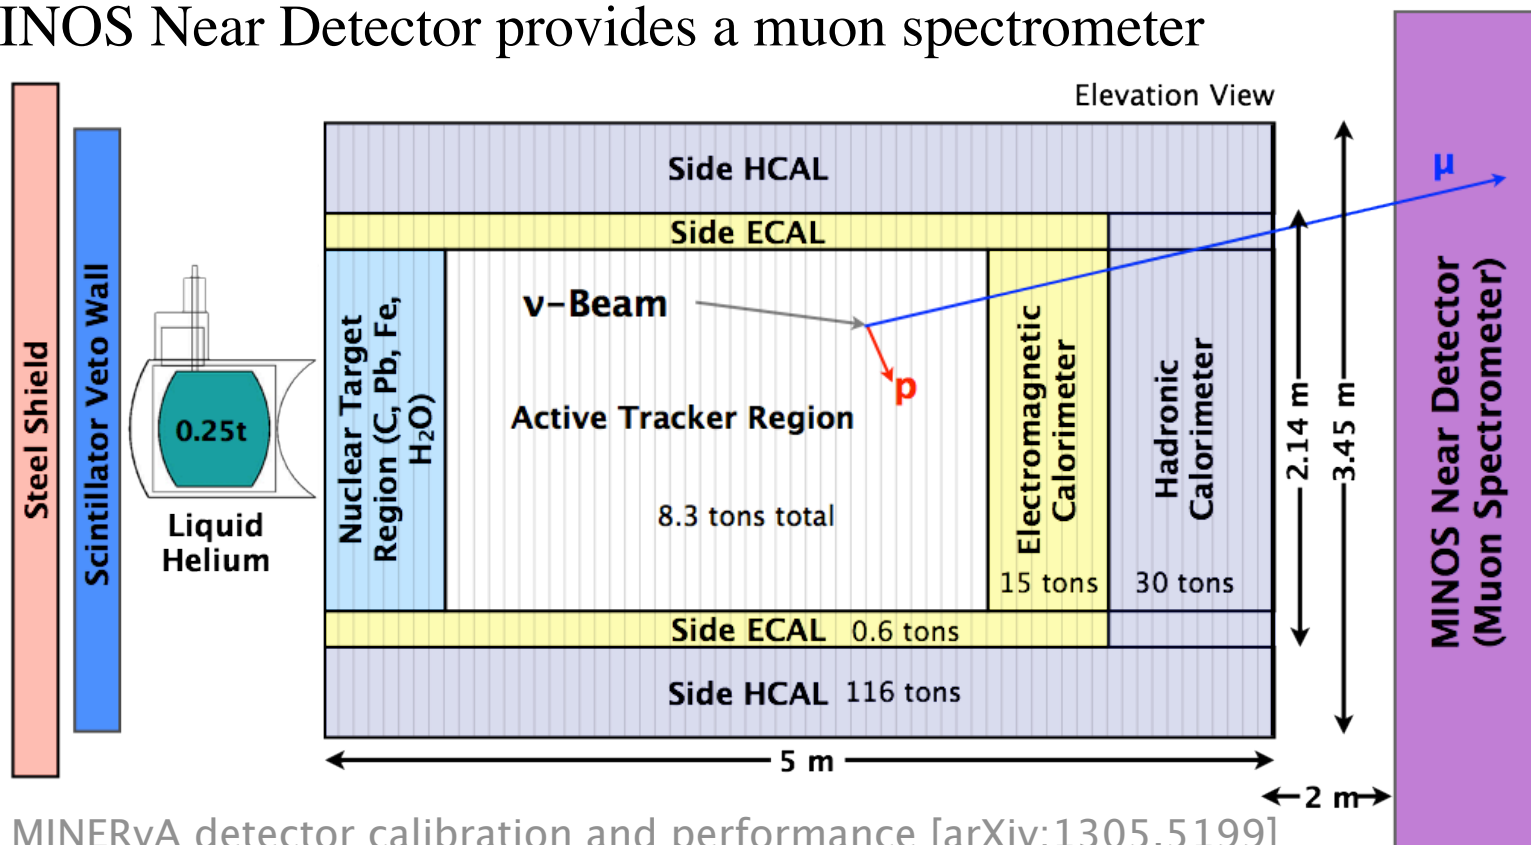 INOS Near Detector provides a muon spectrometer
Elevation View
Steel Shield
Scintillator Veto Wall
0.25t
Liquid
Helium
Side HCAL
Side ECAL
Nuclear Target
Region (C, Pb, Fe,
H₂O)
ν-Beam
p
μ
Active Tracker Region
8.3 tons total
Electromagnetic
Calorimeter
15 tons
Hadronic
Calorimeter
30 tons
Side ECAL 0.6 tons
Side HCAL 116 tons
2.14 m
3.45 m
MINOS Near Detector
(Muon Spectrometer)
5 m
2 m
MINERvA detector calibration and performance [arXiv:1305.5199]